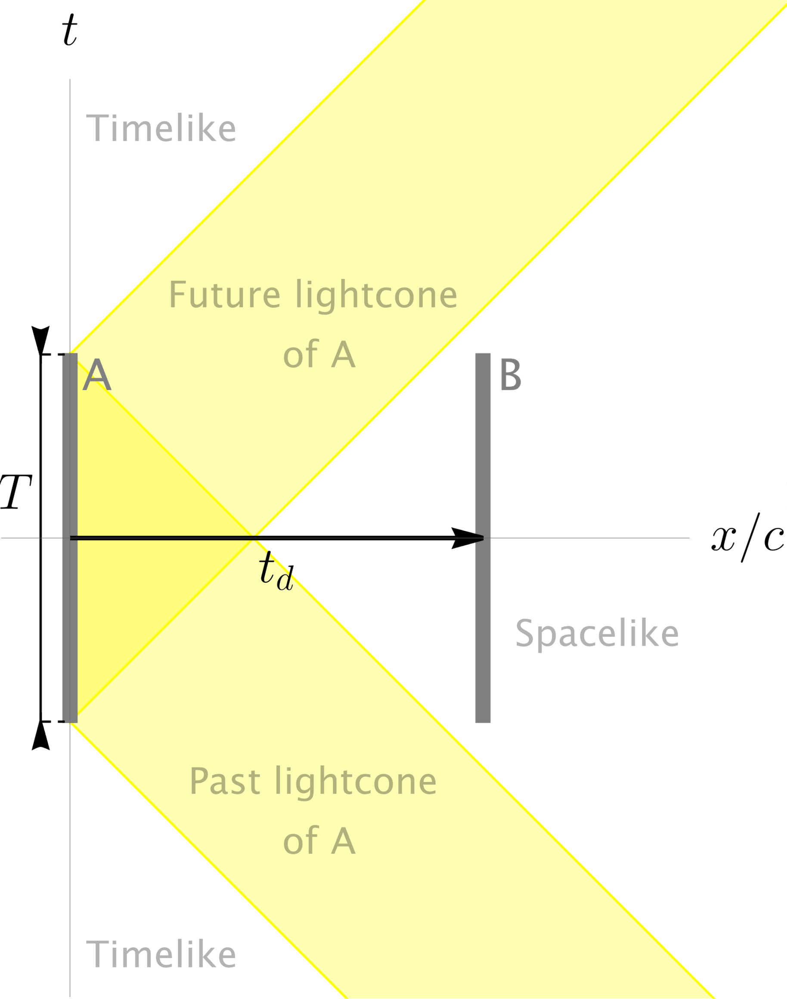 t
Timelike
Future lightcone
of A
A
B
T
x/c
t_d
Spacelike
Past lightcone
of A
Timelike